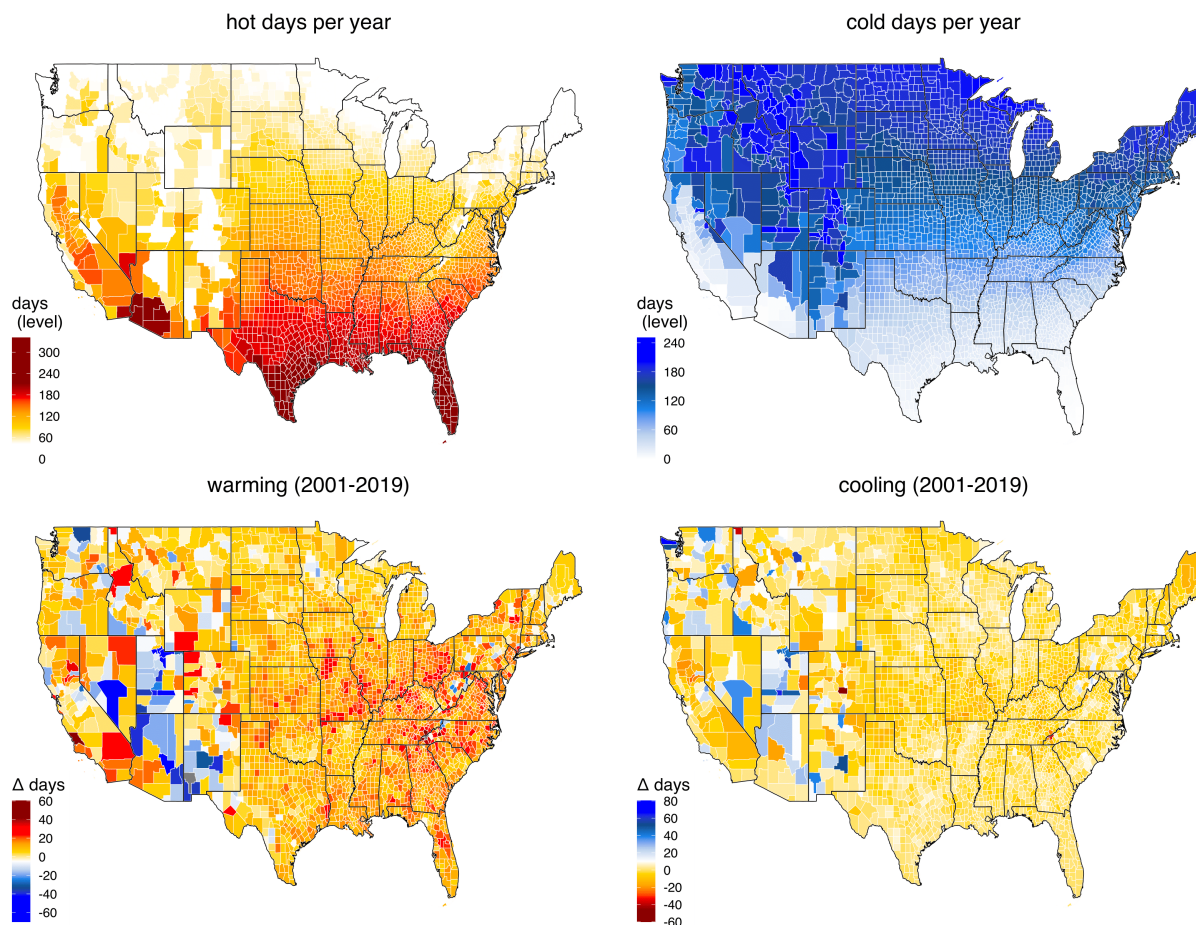 hot days per year
cold days per year
days
(level)
300
240
180
120
60
0
days
(level)
240
180
120
60
0
warming (2001-2019)
cooling (2001-2019)
Δ days
60
40
20
0
-20
-40
-60
Δ days
80
60
40
20
0
-20
-40
-60